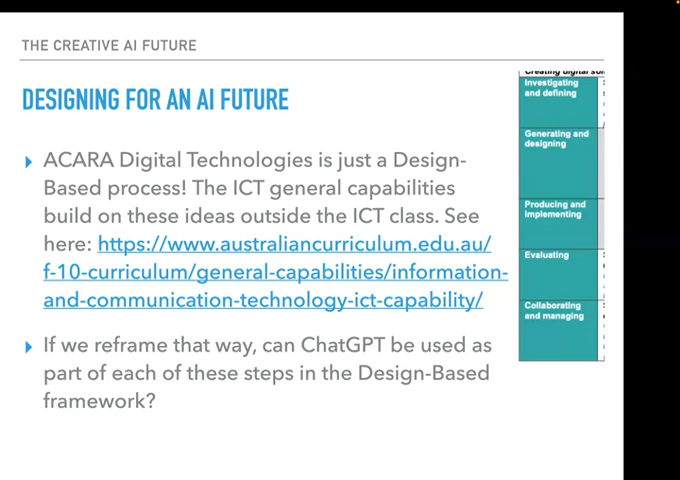 THE CREATIVE AI FUTURE
DESIGNING FOR AN AI FUTURE
ACARA Digital Technologies is just a Design-
Based process! The ICT general capabilities
build on these ideas outside the ICT class. See
here: https://www.australiancurriculum.edu.au/
f-10-curriculum/general-capabilities/information-
and-communication-technology-ict-capability/
If we reframe that way, can ChatGPT be used as
part of each of these steps in the Design-Based
framework?
Creating digital
Investigating
and defining
Generating and
designing
Producing and
implementing
Evaluating
Collaborating
and managing